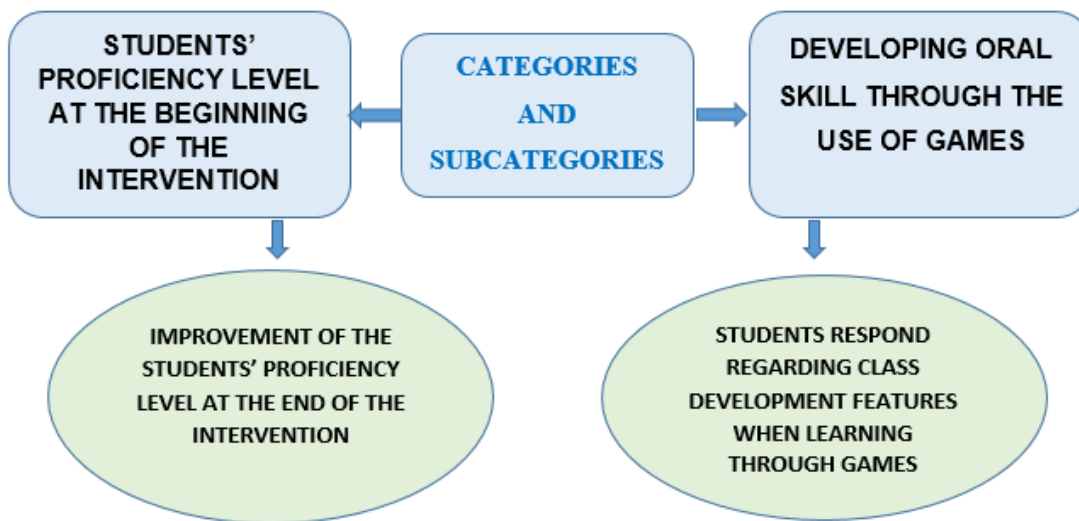 STUDENTS’
PROFICIENCY LEVEL
AT THE BEGINNING
OF THE
INTERVENTION
CATEGORIES
AND
SUBCATEGORIES
DEVELOPING ORAL
SKILL THROUGH THE
USE OF GAMES
IMPROVEMENT OF THE
STUDENTS’ PROFICIENCY
LEVEL AT THE END OF THE
INTERVENTION
STUDENTS RESPOND
REGARDING CLASS
DEVELOPMENT FEATURES
WHEN LEARNING
THROUGH GAMES